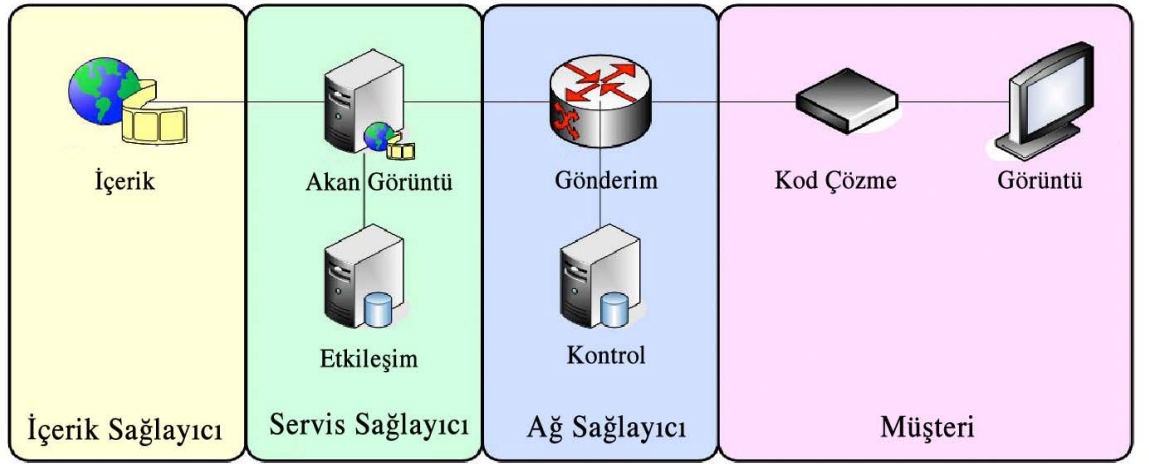 İçerik
Akan Görüntü
Gönderim
Kod Çözme
Görüntü
Etkileşim
Kontrol
İçerik Sağlayıcı
Servis Sağlayıcı
Ağ Sağlayıcı
Müşteri